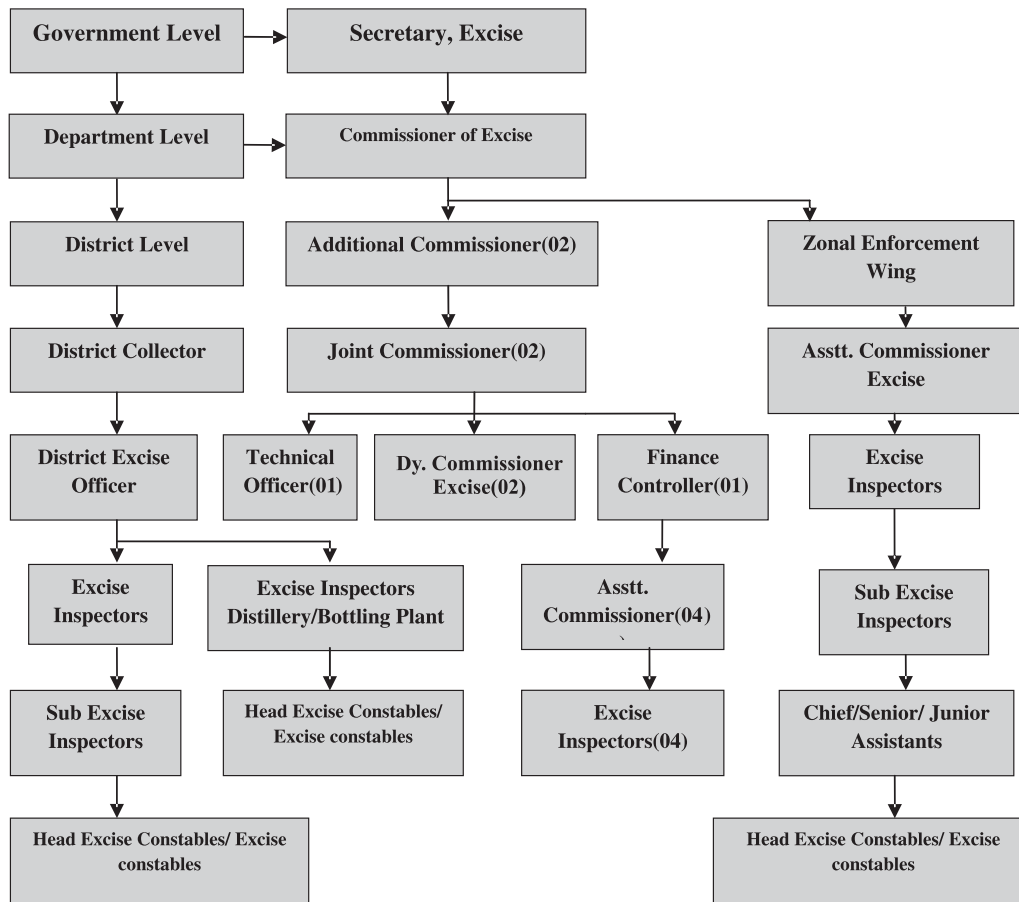 Government Level
Secretary, Excise
Department Level
Commissioner of Excise
District Level
Additional Commissioner(02)
Zonal Enforcement
Wing
District Collector
Joint Commissioner(02)
Asstt. Commissioner
Excise
District Excise
Officer
Technical
Officer(01)
Dy. Commissioner
Excise(02)
Finance
Controller(01)
Excise
Inspectors
Excise
Inspectors
Excise Inspectors
Distillery/Bottling Plant
Asstt.
Commissioner(04)
Sub Excise
Inspectors
Sub Excise
Inspectors
Head Excise Constables/
Excise constables
Excise
Inspectors(04)
Chief/Senior/ Junior
Assistants
Head Excise Constables/ Excise
constables
Head Excise Constables/ Excise
constables